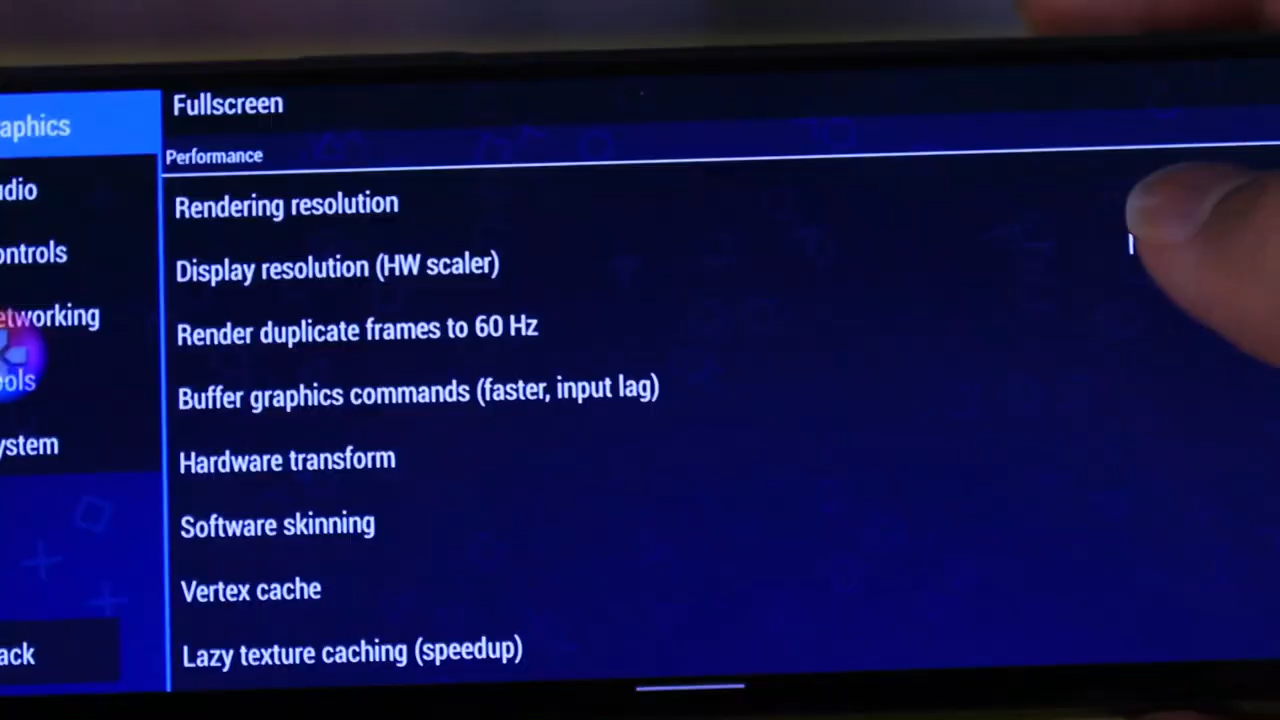 aphics
dio
ontrols
etworking
ols
ystem
ack
Fullscreen
Performance
Rendering resolution
Display resolution (HW scaler)
Render duplicate frames to 60 Hz
Buffer graphics commands (faster, input lag)
Hardware transform
Software skinning
Vertex cache
Lazy texture caching (speedup)